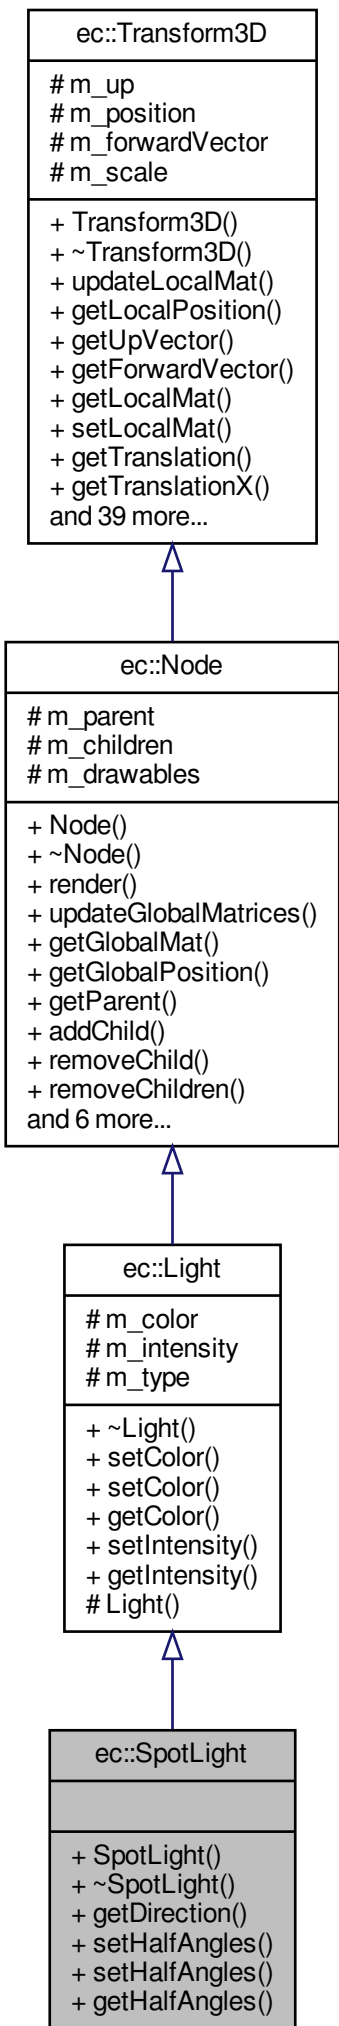 ec::Transform3D
# m_up
# m_position
# m_forwardVector
# m_scale
+ Transform3D()
+ ~Transform3D()
+ updateLocalMat()
+ getLocalPosition()
+ getUpVector()
+ getForwardVector()
+ getLocalMat()
+ setLocalMat()
+ getTranslation()
+ getTranslationX()
and 39 more...
ec::Node
# m_parent
# m_children
# m_drawables
+ Node()
+ ~Node()
+ render()
+ updateGlobalMatrices()
+ getGlobalMat()
+ getGlobalPosition()
+ getParent()
+ addChild()
+ removeChild()
+ removeChildren()
and 6 more...
ec::Light
# m_color
# m_intensity
# m_type
+ ~Light()
+ setColor()
+ setColor()
+ getColor()
+ setIntensity()
+ getIntensity()
# Light()
ec::SpotLight
+ SpotLight()
+ ~SpotLight()
+ getDirection()
+ setHalfAngles()
+ setHalfAngles()
+ getHalfAngles()